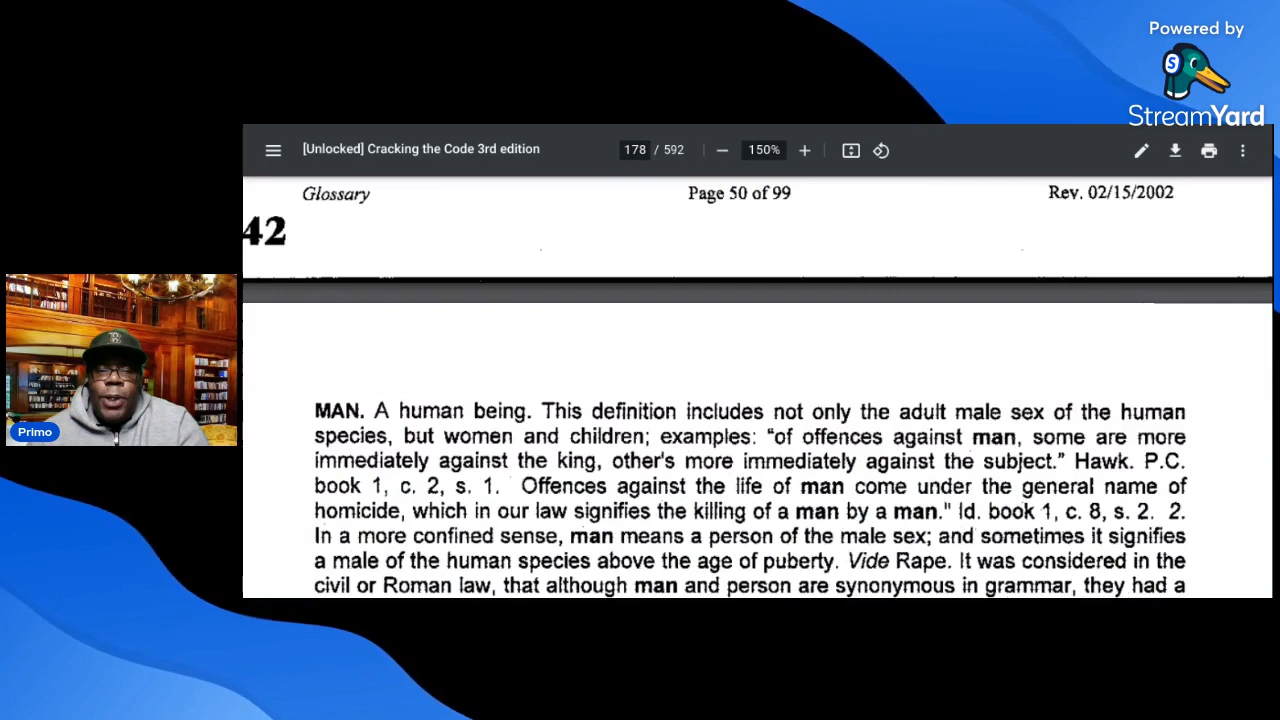 Powered by
StreamYard
[Unlocked] Cracking the Code 3rd edition
178 / 592
150%
Glossary
Page 50 of 99
Rev. 02/15/2002
42
MAN. A human being. This definition includes not only the adult male sex of the human
species, but women and children; examples: "of offences against man, some are more
immediately against the king, other's more immediately against the subject." Hawk. P.C.
book 1, c. 2, s. 1. Offences against the life of man come under the general name of
homicide, which in our law signifies the killing of a man by a man." Id. book 1, c. 8, s. 2. 2.
In a more confined sense, man means a person of the male sex; and sometimes it signifies
a male of the human species above the age of puberty. Vide Rape. It was considered in the
civil or Roman law, that although man and person are synonymous in grammar, they had a
Primo